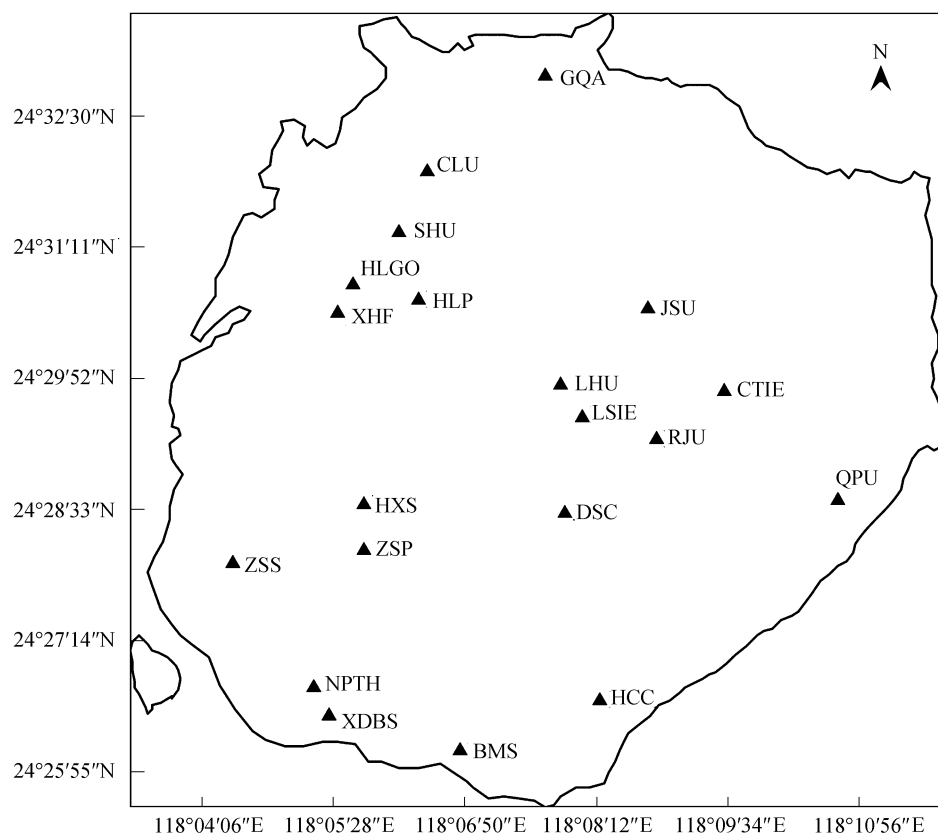 N
GQA
24°32′30″N
CLU
SHU
24°31′11″N
HLGO
HLP
XHF
JSU
24°29′52″N
LHU
CTIE
LSIE
RJU
QPU
HXS
24°28′33″N
DSC
ZSP
ZSS
24°27′14″N
NPTH
HCC
XDBS
BMS
24°25′55″N
118°04′06″E 118°05′28″E 118°06′50″E 118°08′12″E 118°09′34″E 118°10′56″E